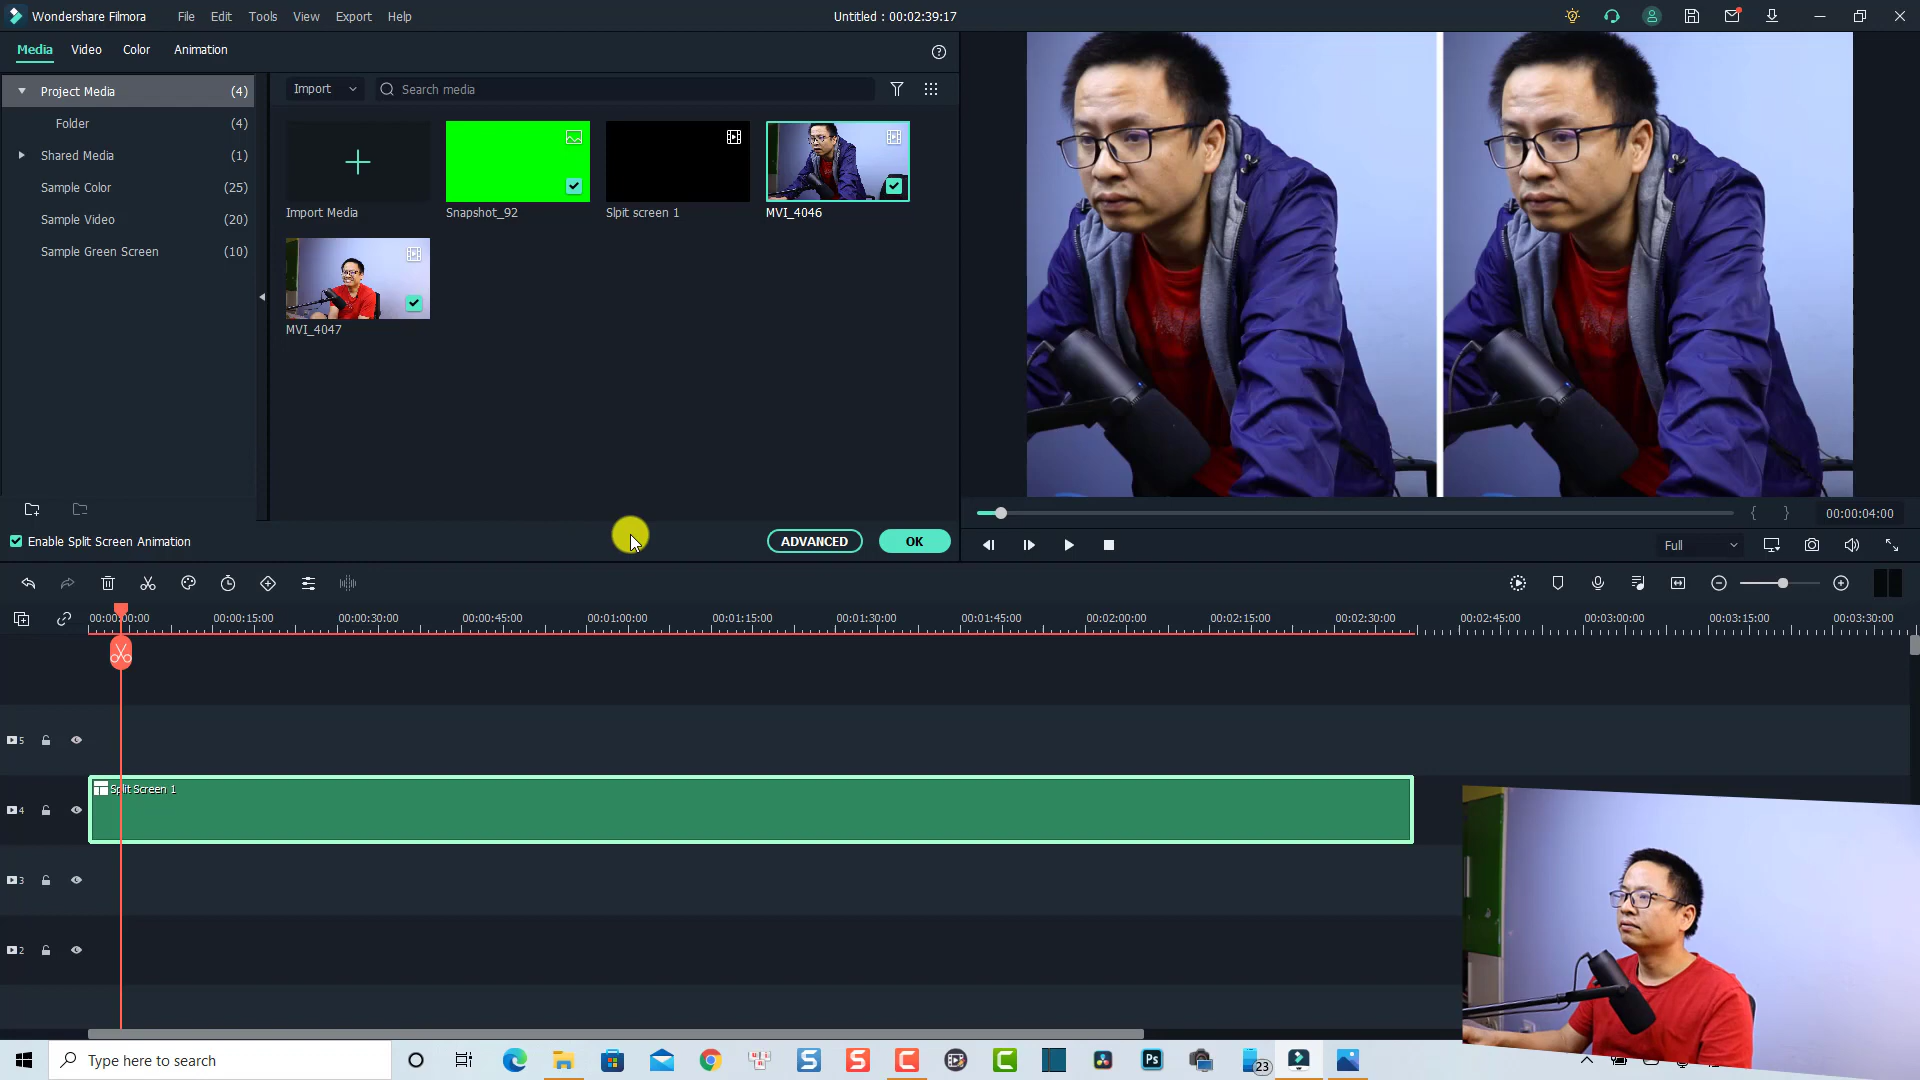 Wondershare Filmora File Edit Tools View Export Help Untitled : 00:02:39:17
Media Video Color Animation
Project Media (4)
Folder (4)
Shared Media (1)
Sample Color (25)
Sample Video (20)
Sample Green Screen (10)
Import Search media
Import Media Snapshot_92 Slpit screen 1 MVI_4046
MVI_4047
Enable Split Screen Animation ADVANCED OK
00:00:04:00
Full
00:00:00:00 00:00:15:00 00:00:30:00 00:00:45:00 00:01:00:00 00:01:15:00 00:01:30:00 00:01:45:00 00:02:00:00 00:02:15:00 00:02:30:00 00:02:45:00 00:03:00:00 00:03:15:00 00:03:30:00
5
4 Split Screen 1
3
2
Type here to search S S C C Ps 23